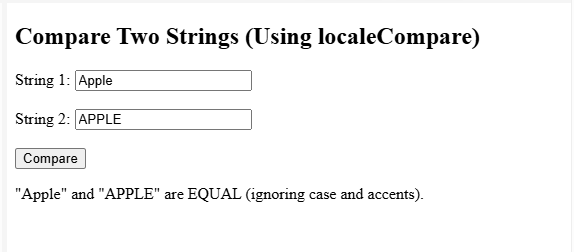 Compare Two Strings (Using localeCompare)
String 1: Apple
String 2: APPLE
Compare
"Apple" and "APPLE" are EQUAL (ignoring case and accents).